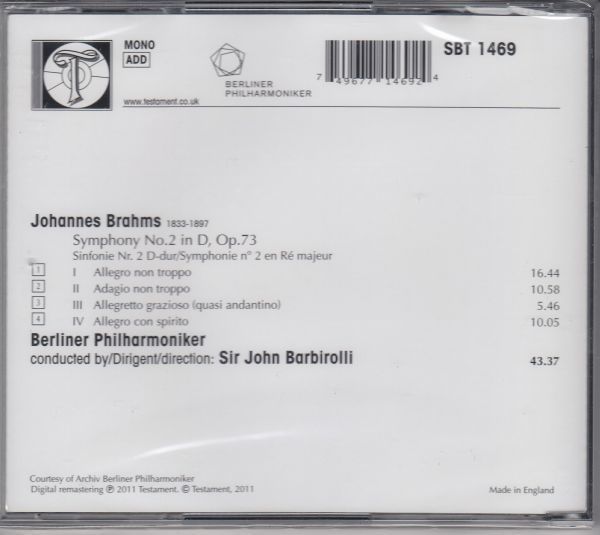 T
MONO
ADD
www.testament.co.uk
BERLINER
PHILHARMONIKER
7 49677 14692 4
SBT 1469
Johannes Brahms 1833-1897
Symphony No.2 in D, Op.73
Sinfonie Nr. 2 D-dur/Symphonie n° 2 en Ré majeur
1 I Allegro non troppo 16.44
2 II Adagio non troppo 10.58
3 III Allegretto grazioso (quasi andantino) 5.46
4 IV Allegro con spirito 10.05
Berliner Philharmoniker
conducted by/Dirigent/direction: Sir John Barbirolli 43.37
Courtesy of Archiv Berliner Philharmoniker
Digital remastering ℗ 2011 Testament. © Testament, 2011
Made in England